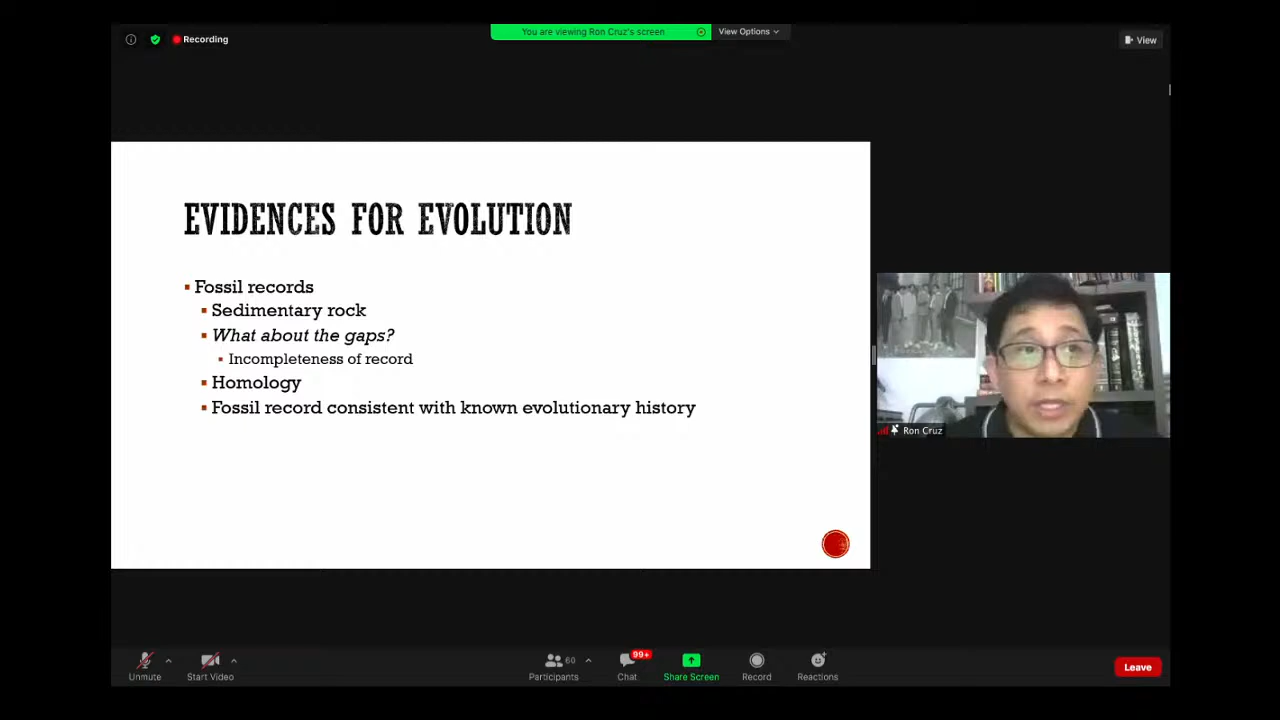 Recording
You are viewing Ron Cruz's screen
View Options
View
EVIDENCES FOR EVOLUTION
Fossil records
Sedimentary rock
What about the gaps?
Incompleteness of record
Homology
Fossil record consistent with known evolutionary history
Ron Cruz
Unmute
Start Video
60
Participants
99+
Chat
Share Screen
Record
Reactions
Leave